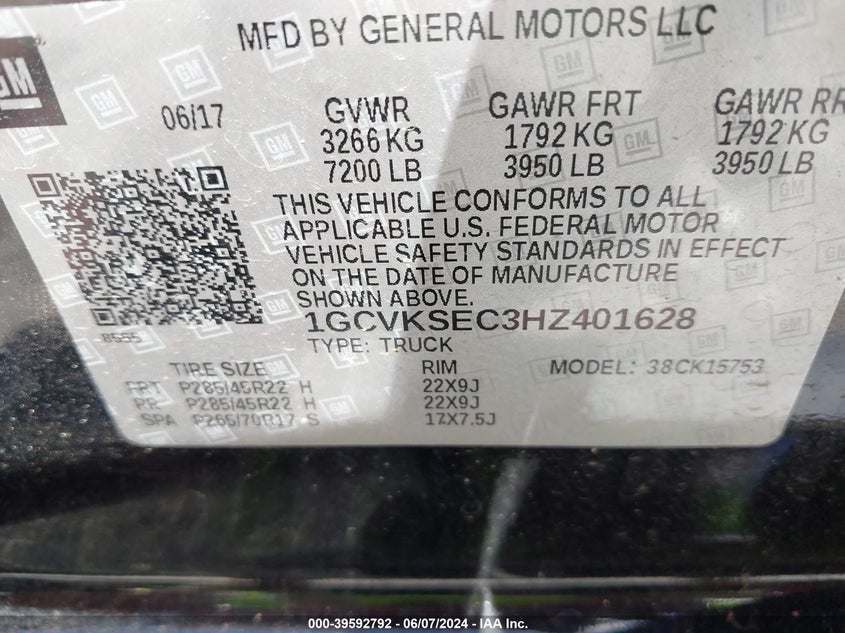 GM
MFD BY GENERAL MOTORS LLC
06/17
GVWR GAWR FRT GAWR RR
3266 KG 1792 KG 1792 KG
7200 LB 3950 LB 3950 LB
THIS VEHICLE CONFORMS TO ALL
APPLICABLE U.S. FEDERAL MOTOR
VEHICLE SAFETY STANDARDS IN EFFECT
ON THE DATE OF MANUFACTURE
SHOWN ABOVE.
1GCVKSEC3HZ401628
8555
TYPE: TRUCK
TIRE SIZE RIM MODEL: 38CK15753
FRT P285/45R22 H 22X9J
RR P285/45R22 H 22X9J
SPA P265/70R17 S 17X7.5J
000-39592792 - 06/07/2024 - IAA Inc.